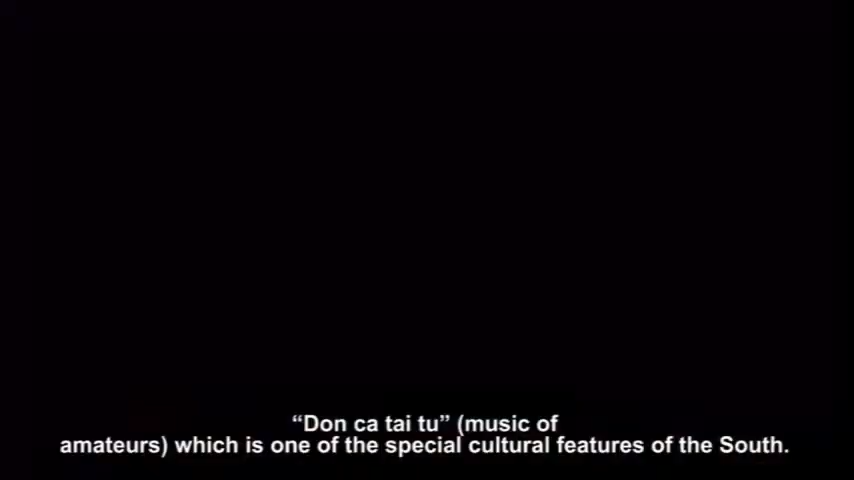 “Don ca tai tu” (music of
amateurs) which is one of the special cultural features of the South.